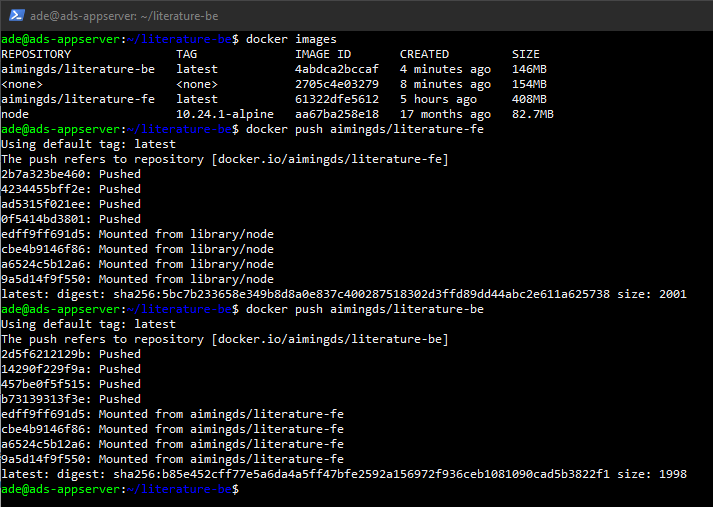 ade@ads-appserver: ~/literature-be
ade@ads-appserver:~/literature-be$ docker images
REPOSITORY              TAG              IMAGE ID       CREATED          SIZE
aimingds/literature-be   latest           4abdca2bccaf   4 minutes ago    146MB
<none>                  <none>           2705c4e03279   8 minutes ago    154MB
aimingds/literature-fe   latest           61322dfe5612   5 hours ago      408MB
node                    10.24.1-alpine   aa67ba258e18   17 months ago    82.7MB
ade@ads-appserver:~/literature-be$ docker push aimingds/literature-fe
Using default tag: latest
The push refers to repository [docker.io/aimingds/literature-fe]
2b7a323be460: Pushed
4234455bff2e: Pushed
ad5315f021ee: Pushed
0f5414bd3801: Pushed
edff9ff691d5: Mounted from library/node
cbe4b9146f86: Mounted from library/node
a6524c5b12a6: Mounted from library/node
9a5d14f9f550: Mounted from library/node
latest: digest: sha256:5bc7b233658e349b8d8a0e837c400287518302d3ffd89dd44abc2e611a625738 size: 2001
ade@ads-appserver:~/literature-be$ docker push aimingds/literature-be
Using default tag: latest
The push refers to repository [docker.io/aimingds/literature-be]
2d5f6212129b: Pushed
14290f229f9a: Pushed
457be0f5f515: Pushed
b73139313f3e: Pushed
edff9ff691d5: Mounted from aimingds/literature-fe
cbe4b9146f86: Mounted from aimingds/literature-fe
a6524c5b12a6: Mounted from aimingds/literature-fe
9a5d14f9f550: Mounted from aimingds/literature-fe
latest: digest: sha256:b85e452cff77e5a6da4a5ff47bfe2592a156972f936ceb1081090cad5b3822f1 size: 1998
ade@ads-appserver:~/literature-be$